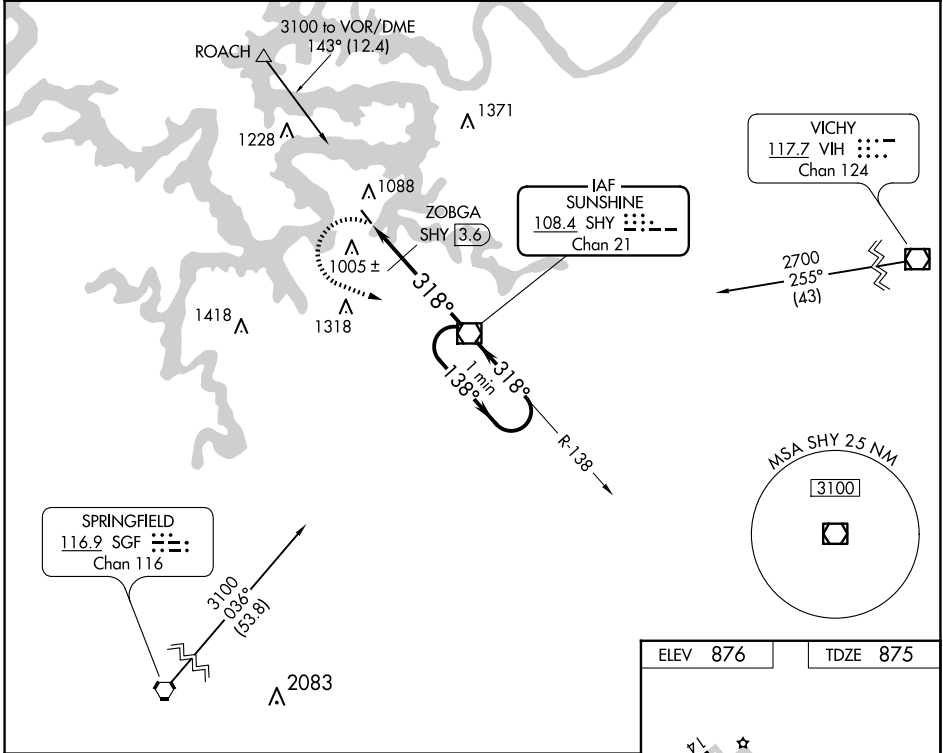 3100 to VOR/DME
143° (12.4)
ROACH
1371
1228
VICHY
117.7 VIH
Chan 124
1088
IAF
SUNSHINE
108.4 SHY
Chan 21
ZOBGA
SHY 3.6
1005 ±
2700
255°
(43)
318°
1418
1318
1 min
318°
138°
R-138
MSA SHY 25 NM
3100
SPRINGFIELD
116.9 SGF
Chan 116
3100
036°
(53.8)
2083
ELEV 876
TDZE 875
14